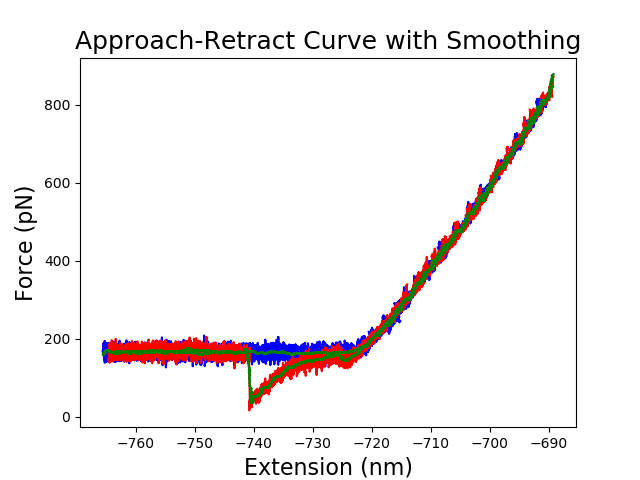 Approach-Retract Curve with Smoothing
800
600
400
200
0
Force (pN)
−760 −750 −740 −730 −720 −710 −700 −690
Extension (nm)